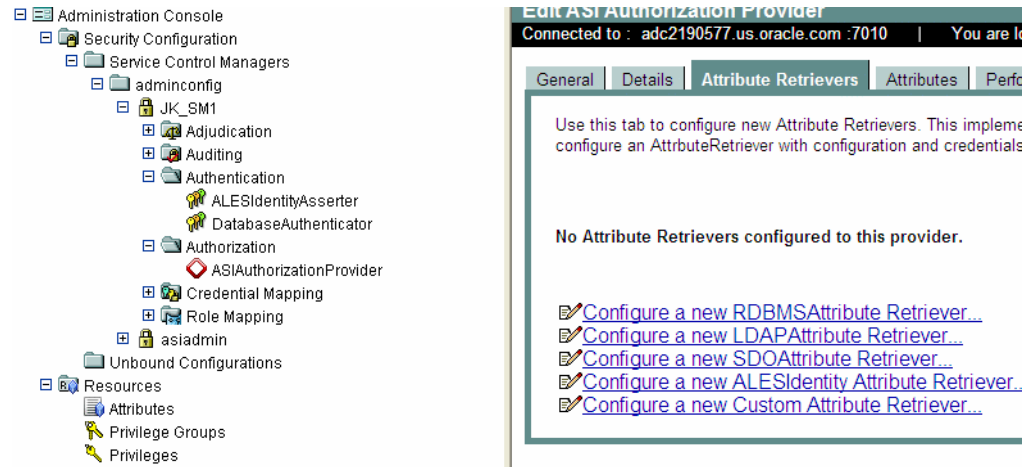 Administration Console
Security Configuration
Service Control Managers
adminconfig
JK_SM1
Adjudication
Auditing
Authentication
ALESIdentityAsserter
DatabaseAuthenticator
Authorization
ASIAuthorizationProvider
Credential Mapping
Role Mapping
asiadmin
Unbound Configurations
Resources
Attributes
Privilege Groups
Privileges
Edit ASI Authorization Provider
Connected to : adc2190577.us.oracle.com :7010 | You are lo
General Details Attribute Retrievers Attributes Perfo
Use this tab to configure new Attribute Retrievers. This impleme
configure an AttrbuteRetriever with configuration and credentials
No Attribute Retrievers configured to this provider.
Configure a new RDBMSAttribute Retriever...
Configure a new LDAPAttribute Retriever...
Configure a new SDOAttribute Retriever...
Configure a new ALESIdentity Attribute Retriever...
Configure a new Custom Attribute Retriever...